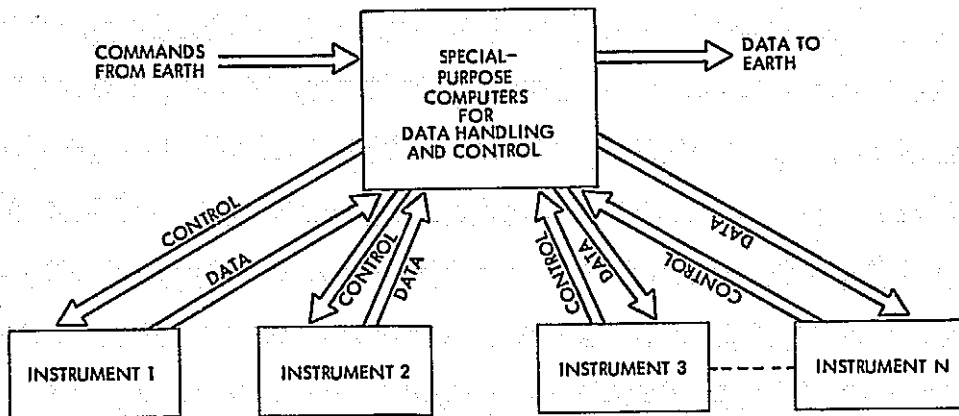 COMMANDS
FROM EARTH
SPECIAL-
PURPOSE
COMPUTERS
FOR
DATA HANDLING
AND CONTROL
DATA TO
EARTH
CONTROL
DATA
CONTROL
DATA
CONTROL
DATA
CONTROL
DATA
INSTRUMENT 1
INSTRUMENT 2
INSTRUMENT 3
INSTRUMENT N